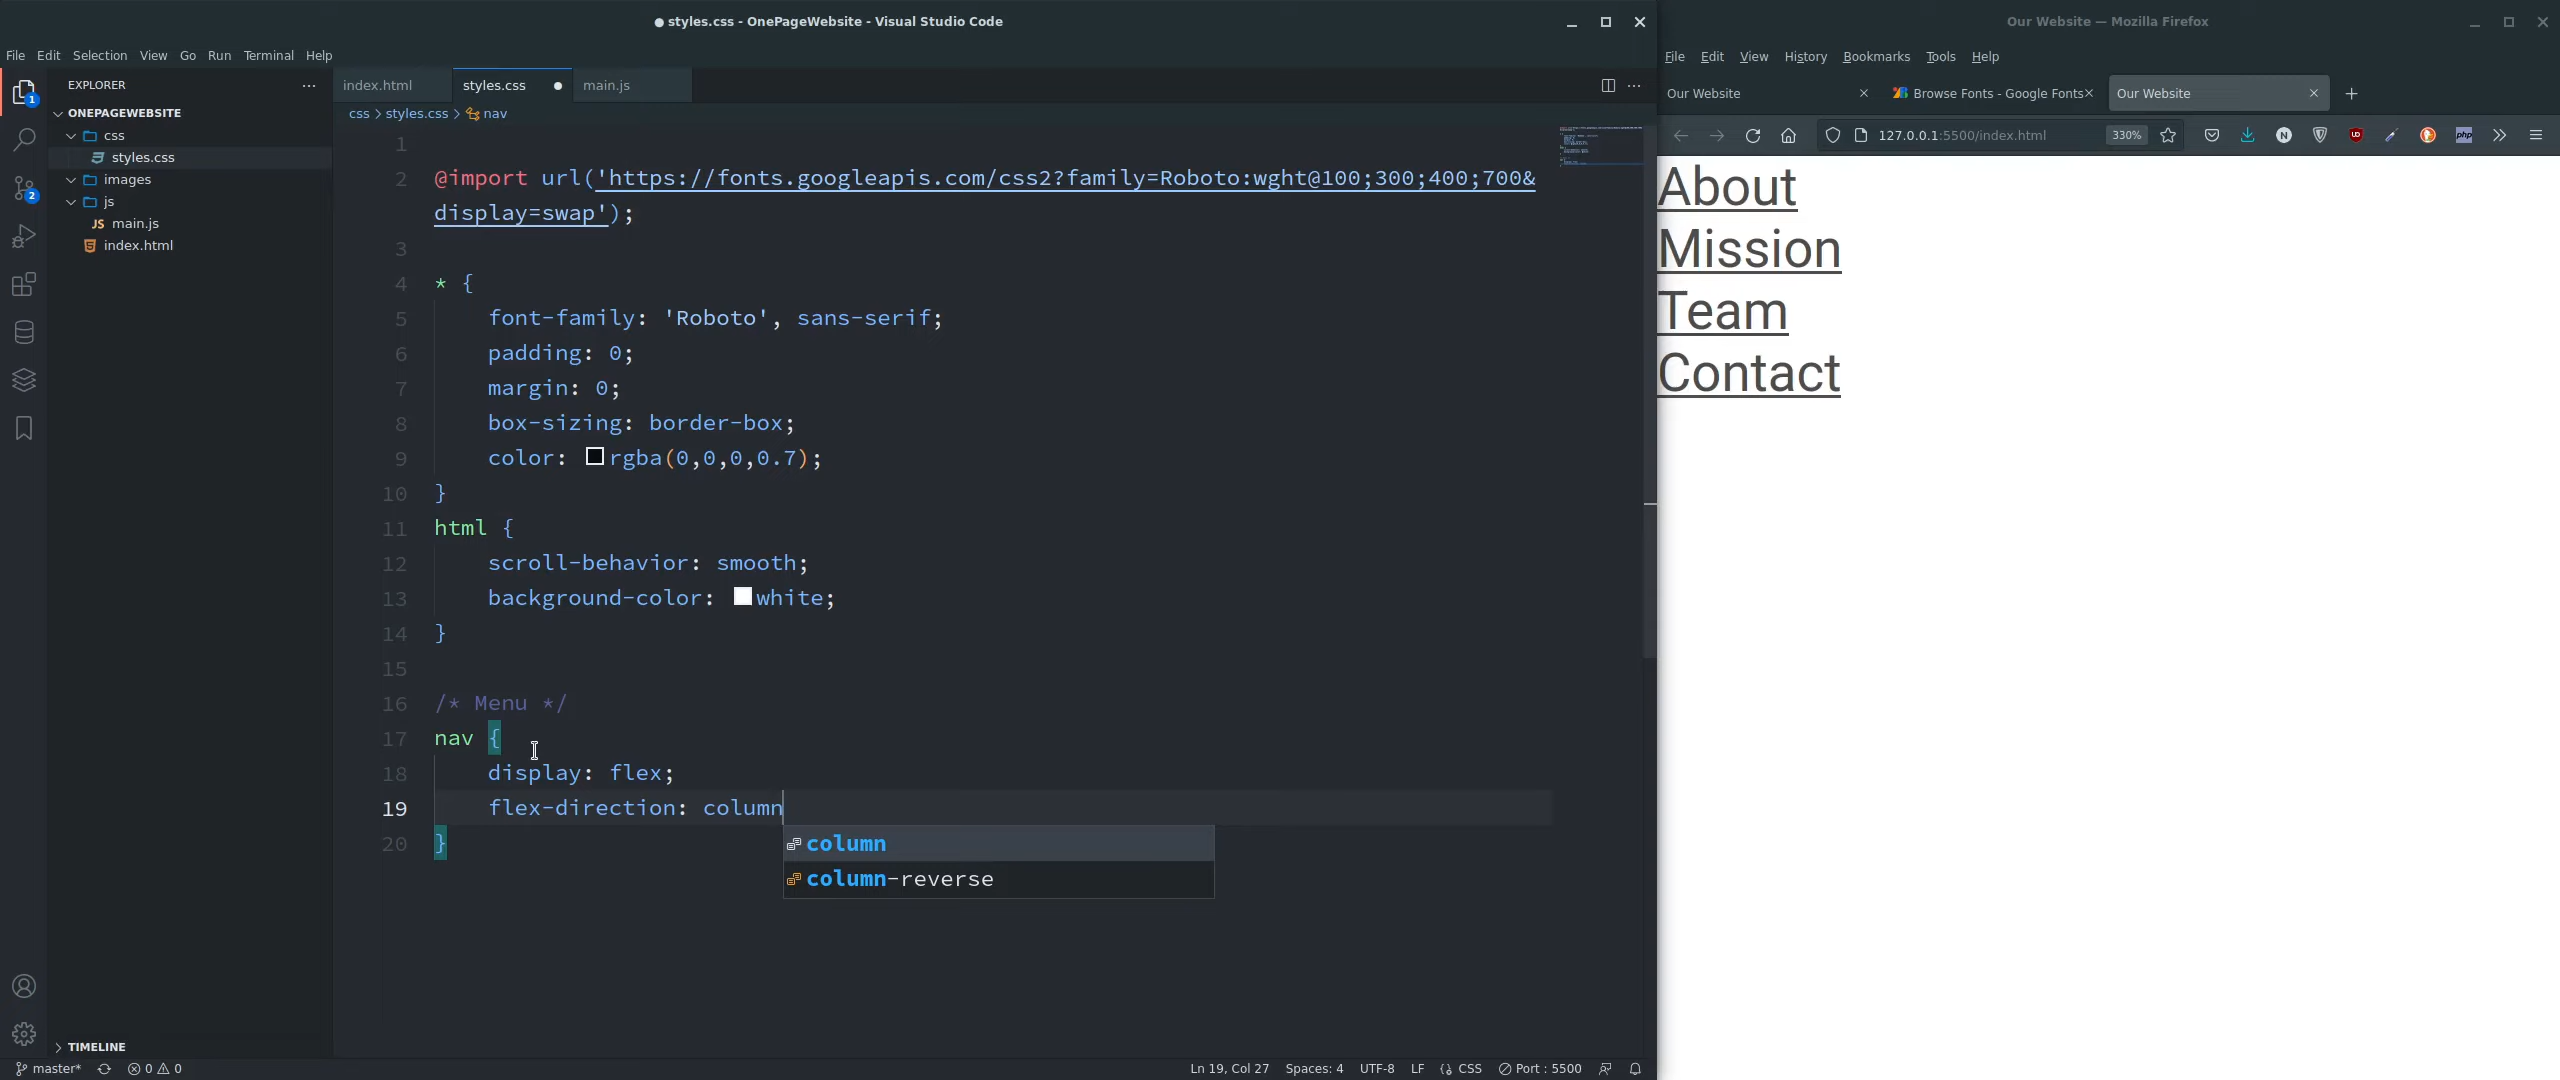 styles.css - OnePageWebsite - Visual Studio Code
File Edit Selection View Go Run Terminal Help
EXPLORER
ONEPAGEWEBSITE
css
styles.css
images
js
JS main.js
index.html
TIMELINE
1
2
index.html styles.css main.js
css > styles.css > nav
1
2 @import url('https://fonts.googleapis.com/css2?family=Roboto:wght@100;300;400;700&
display=swap');
3
4 * {
5 font-family: 'Roboto', sans-serif;
6 padding: 0;
7 margin: 0;
8 box-sizing: border-box;
9 color: rgba(0,0,0,0.7);
10 }
11 html {
12 scroll-behavior: smooth;
13 background-color: white;
14 }
15
16 /* Menu */
17 nav {
18 display: flex;
19 flex-direction: column
20 }
column
column-reverse
master* 0 0
Ln 19, Col 27 Spaces: 4 UTF-8 LF CSS Port : 5500
Our Website — Mozilla Firefox
File Edit View History Bookmarks Tools Help
Our Website Browse Fonts - Google Fonts Our Website
127.0.0.1:5500/index.html 330% N UD php
About
Mission
Team
Contact